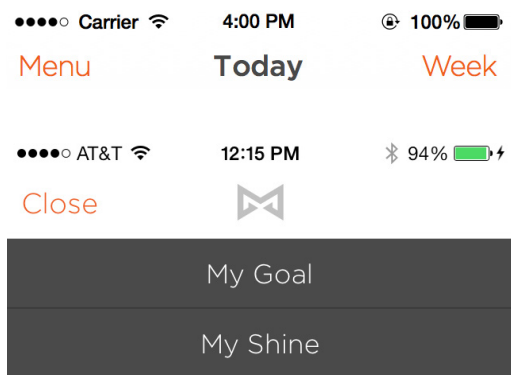 Carrier 4:00 PM 100%
Menu Today Week
AT&T 12:15 PM 94%
Close
My Goal
My Shine